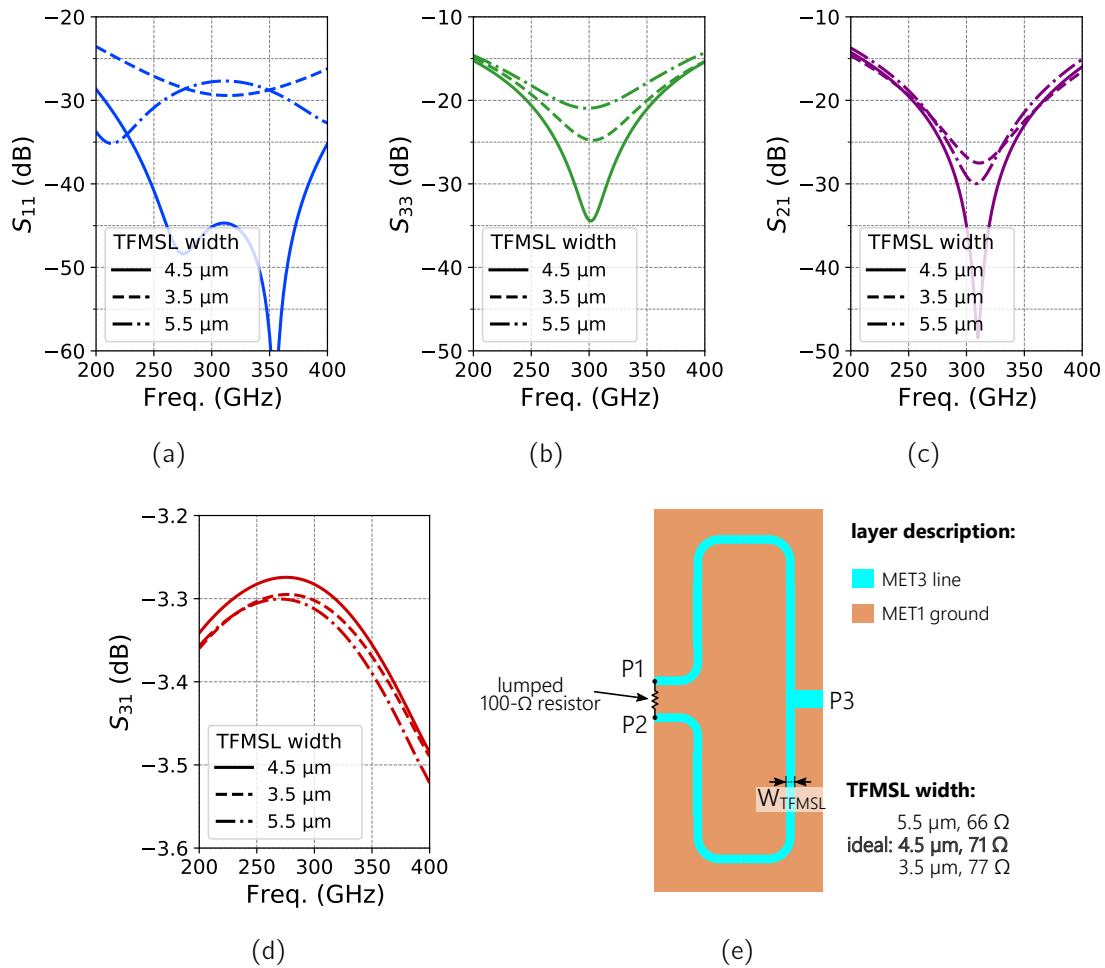 −20
−30
−40
−50
−60
S11 (dB)
TFMSL width
4.5 µm
3.5 µm
5.5 µm
200 250 300 350 400
Freq. (GHz)
(a)
−10
−20
−30
−40
−50
S33 (dB)
TFMSL width
4.5 µm
3.5 µm
5.5 µm
200 250 300 350 400
Freq. (GHz)
(b)
−10
−20
−30
−40
−50
S21 (dB)
TFMSL width
4.5 µm
3.5 µm
5.5 µm
200 250 300 350 400
Freq. (GHz)
(c)
−3.2
−3.3
−3.4
−3.5
−3.6
S31 (dB)
TFMSL width
4.5 µm
3.5 µm
5.5 µm
200 250 300 350 400
Freq. (GHz)
(d)
layer description:
MET3 line
MET1 ground
P1
lumped
100-Ω resistor
P2
P3
WTFMSL
TFMSL width:
5.5 µm, 66 Ω
ideal: 4.5 µm, 71 Ω
3.5 µm, 77 Ω
(e)